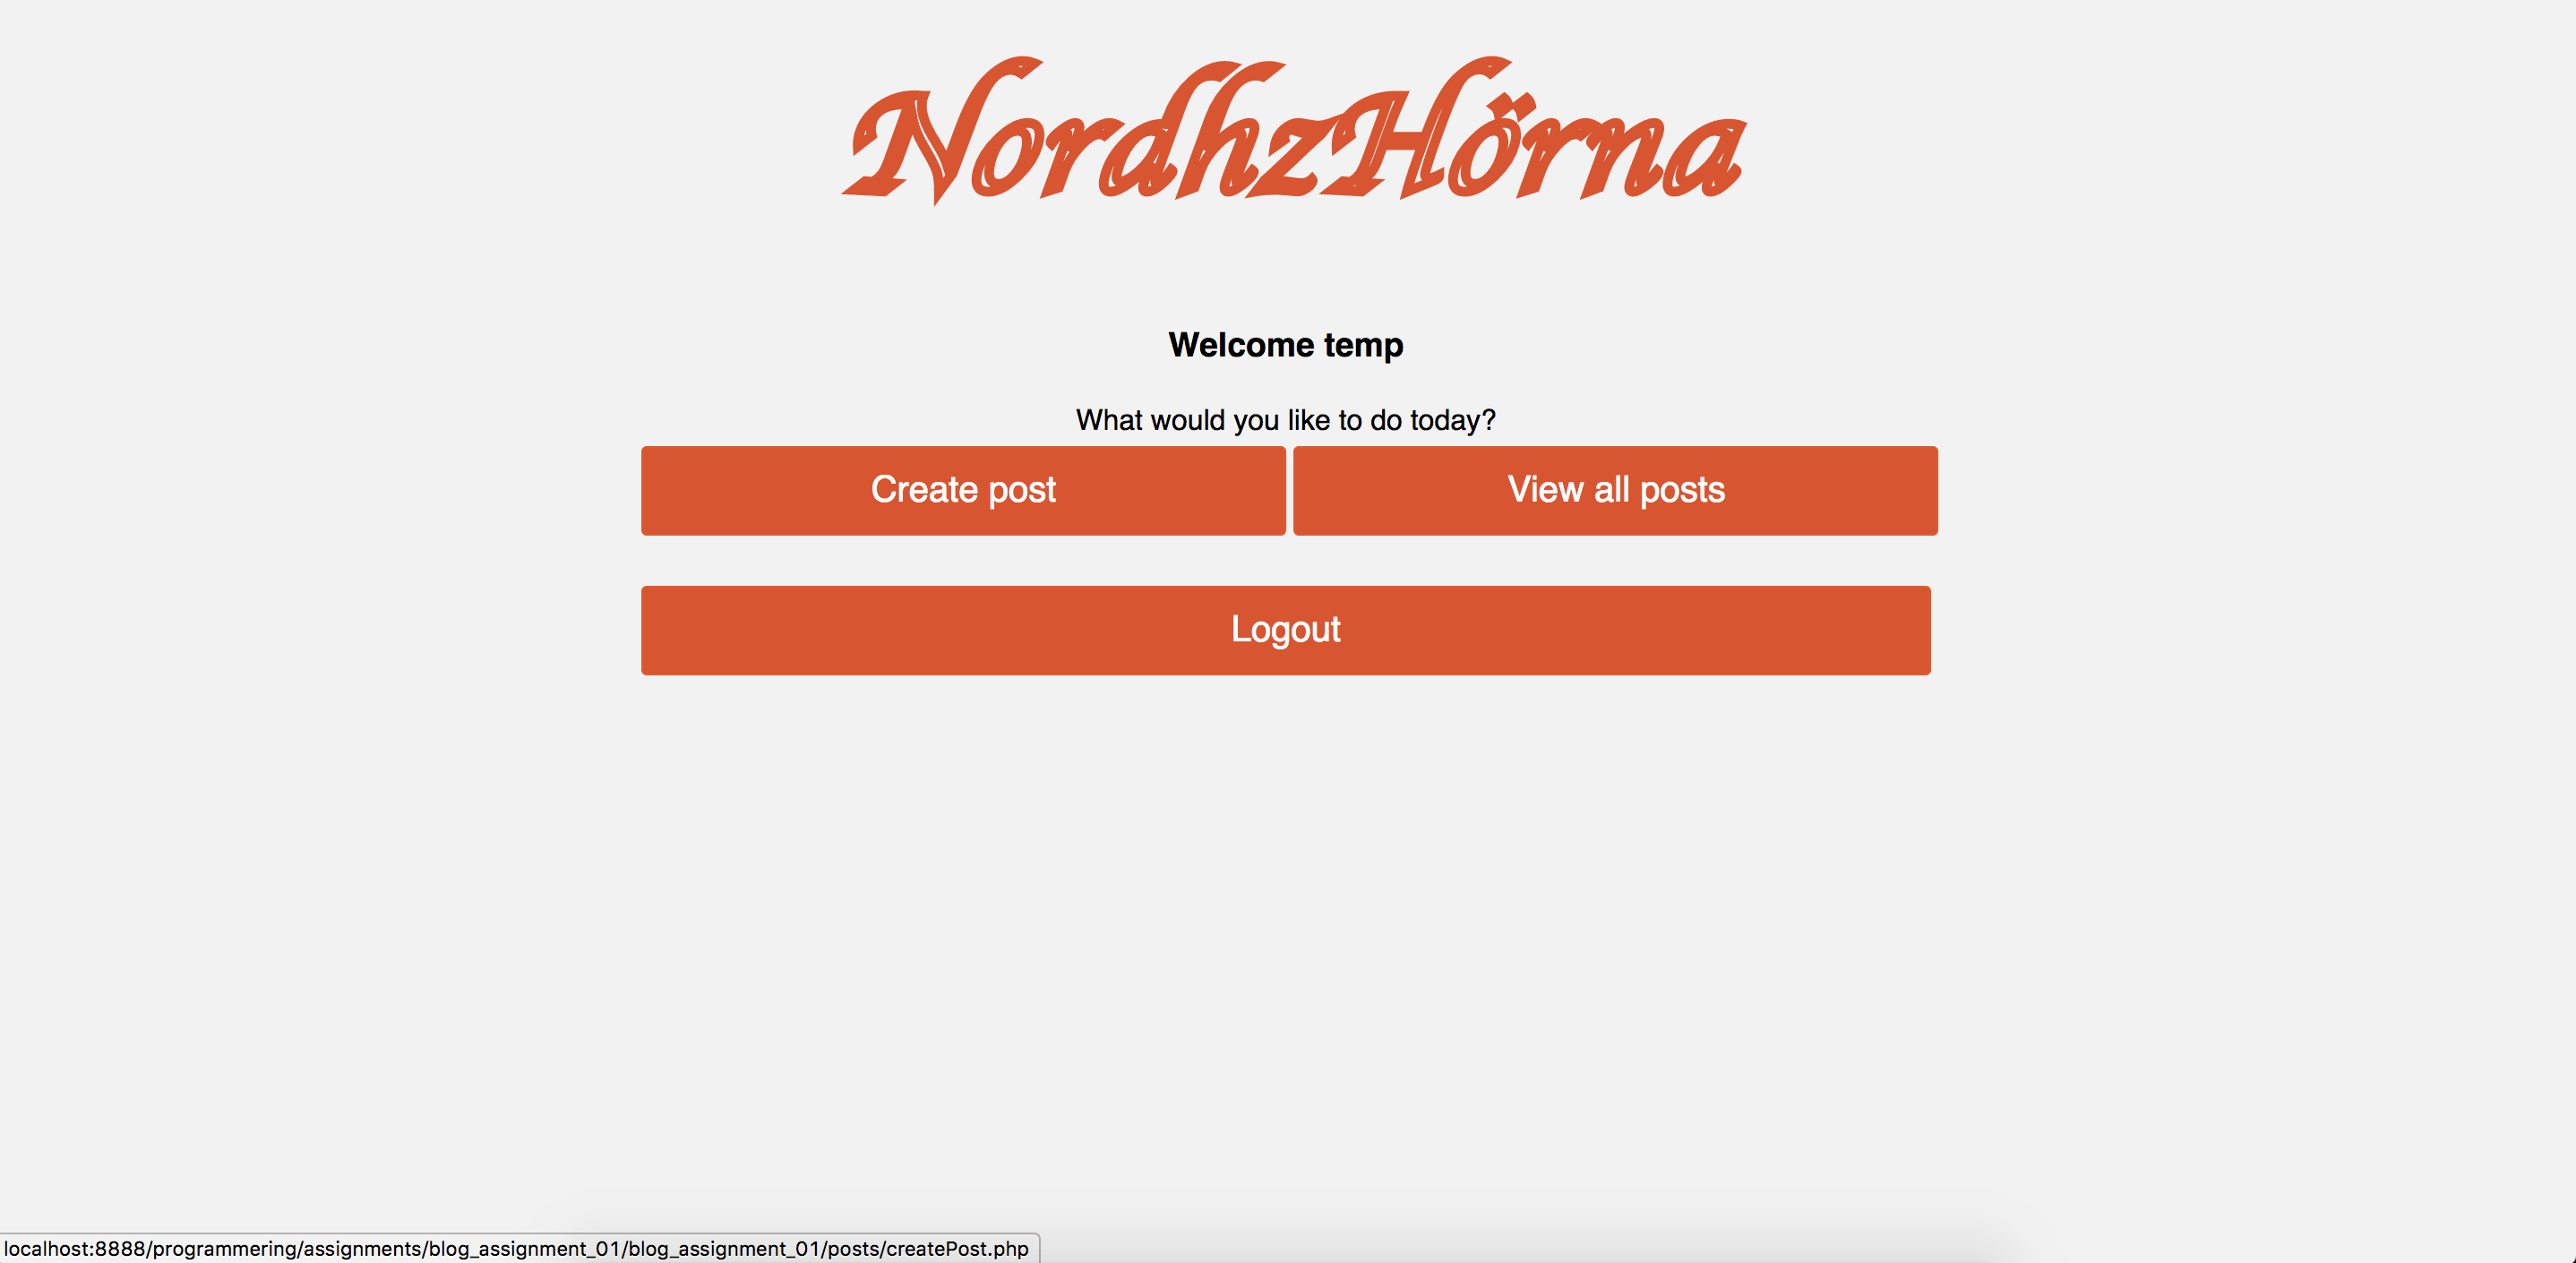 NordhzHörna
Welcome temp
What would you like to do today?
Create post
View all posts
Logout
localhost:8888/programmering/assignments/blog_assignment_01/blog_assignment_01/posts/createPost.php